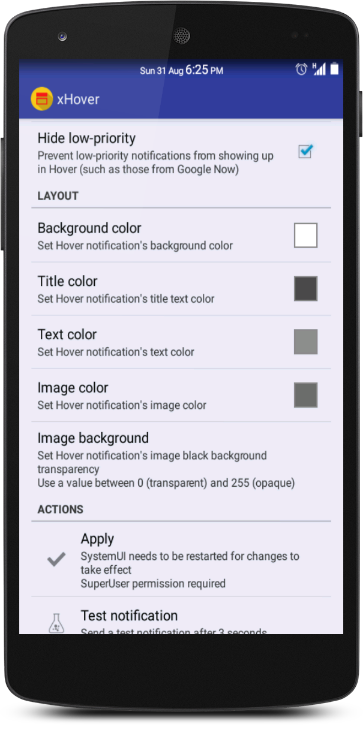 Sun 31 Aug 6:25 PM
H
xHover
Hide low-priority
Prevent low-priority notifications from showing up
in Hover (such as those from Google Now)
LAYOUT
Background color
Set Hover notification's background color
Title color
Set Hover notification's title text color
Text color
Set Hover notification's text color
Image color
Set Hover notification's image color
Image background
Set Hover notification's image black background
transparency
Use a value between 0 (transparent) and 255 (opaque)
ACTIONS
Apply
SystemUI needs to be restarted for changes to
take effect
SuperUser permission required
Test notification
Send a test notification after 3 seconds